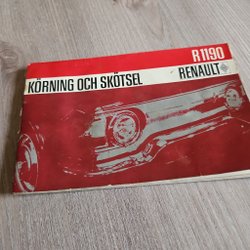 R1190
KÖRNING OCH SKÖTSEL
RENAULT